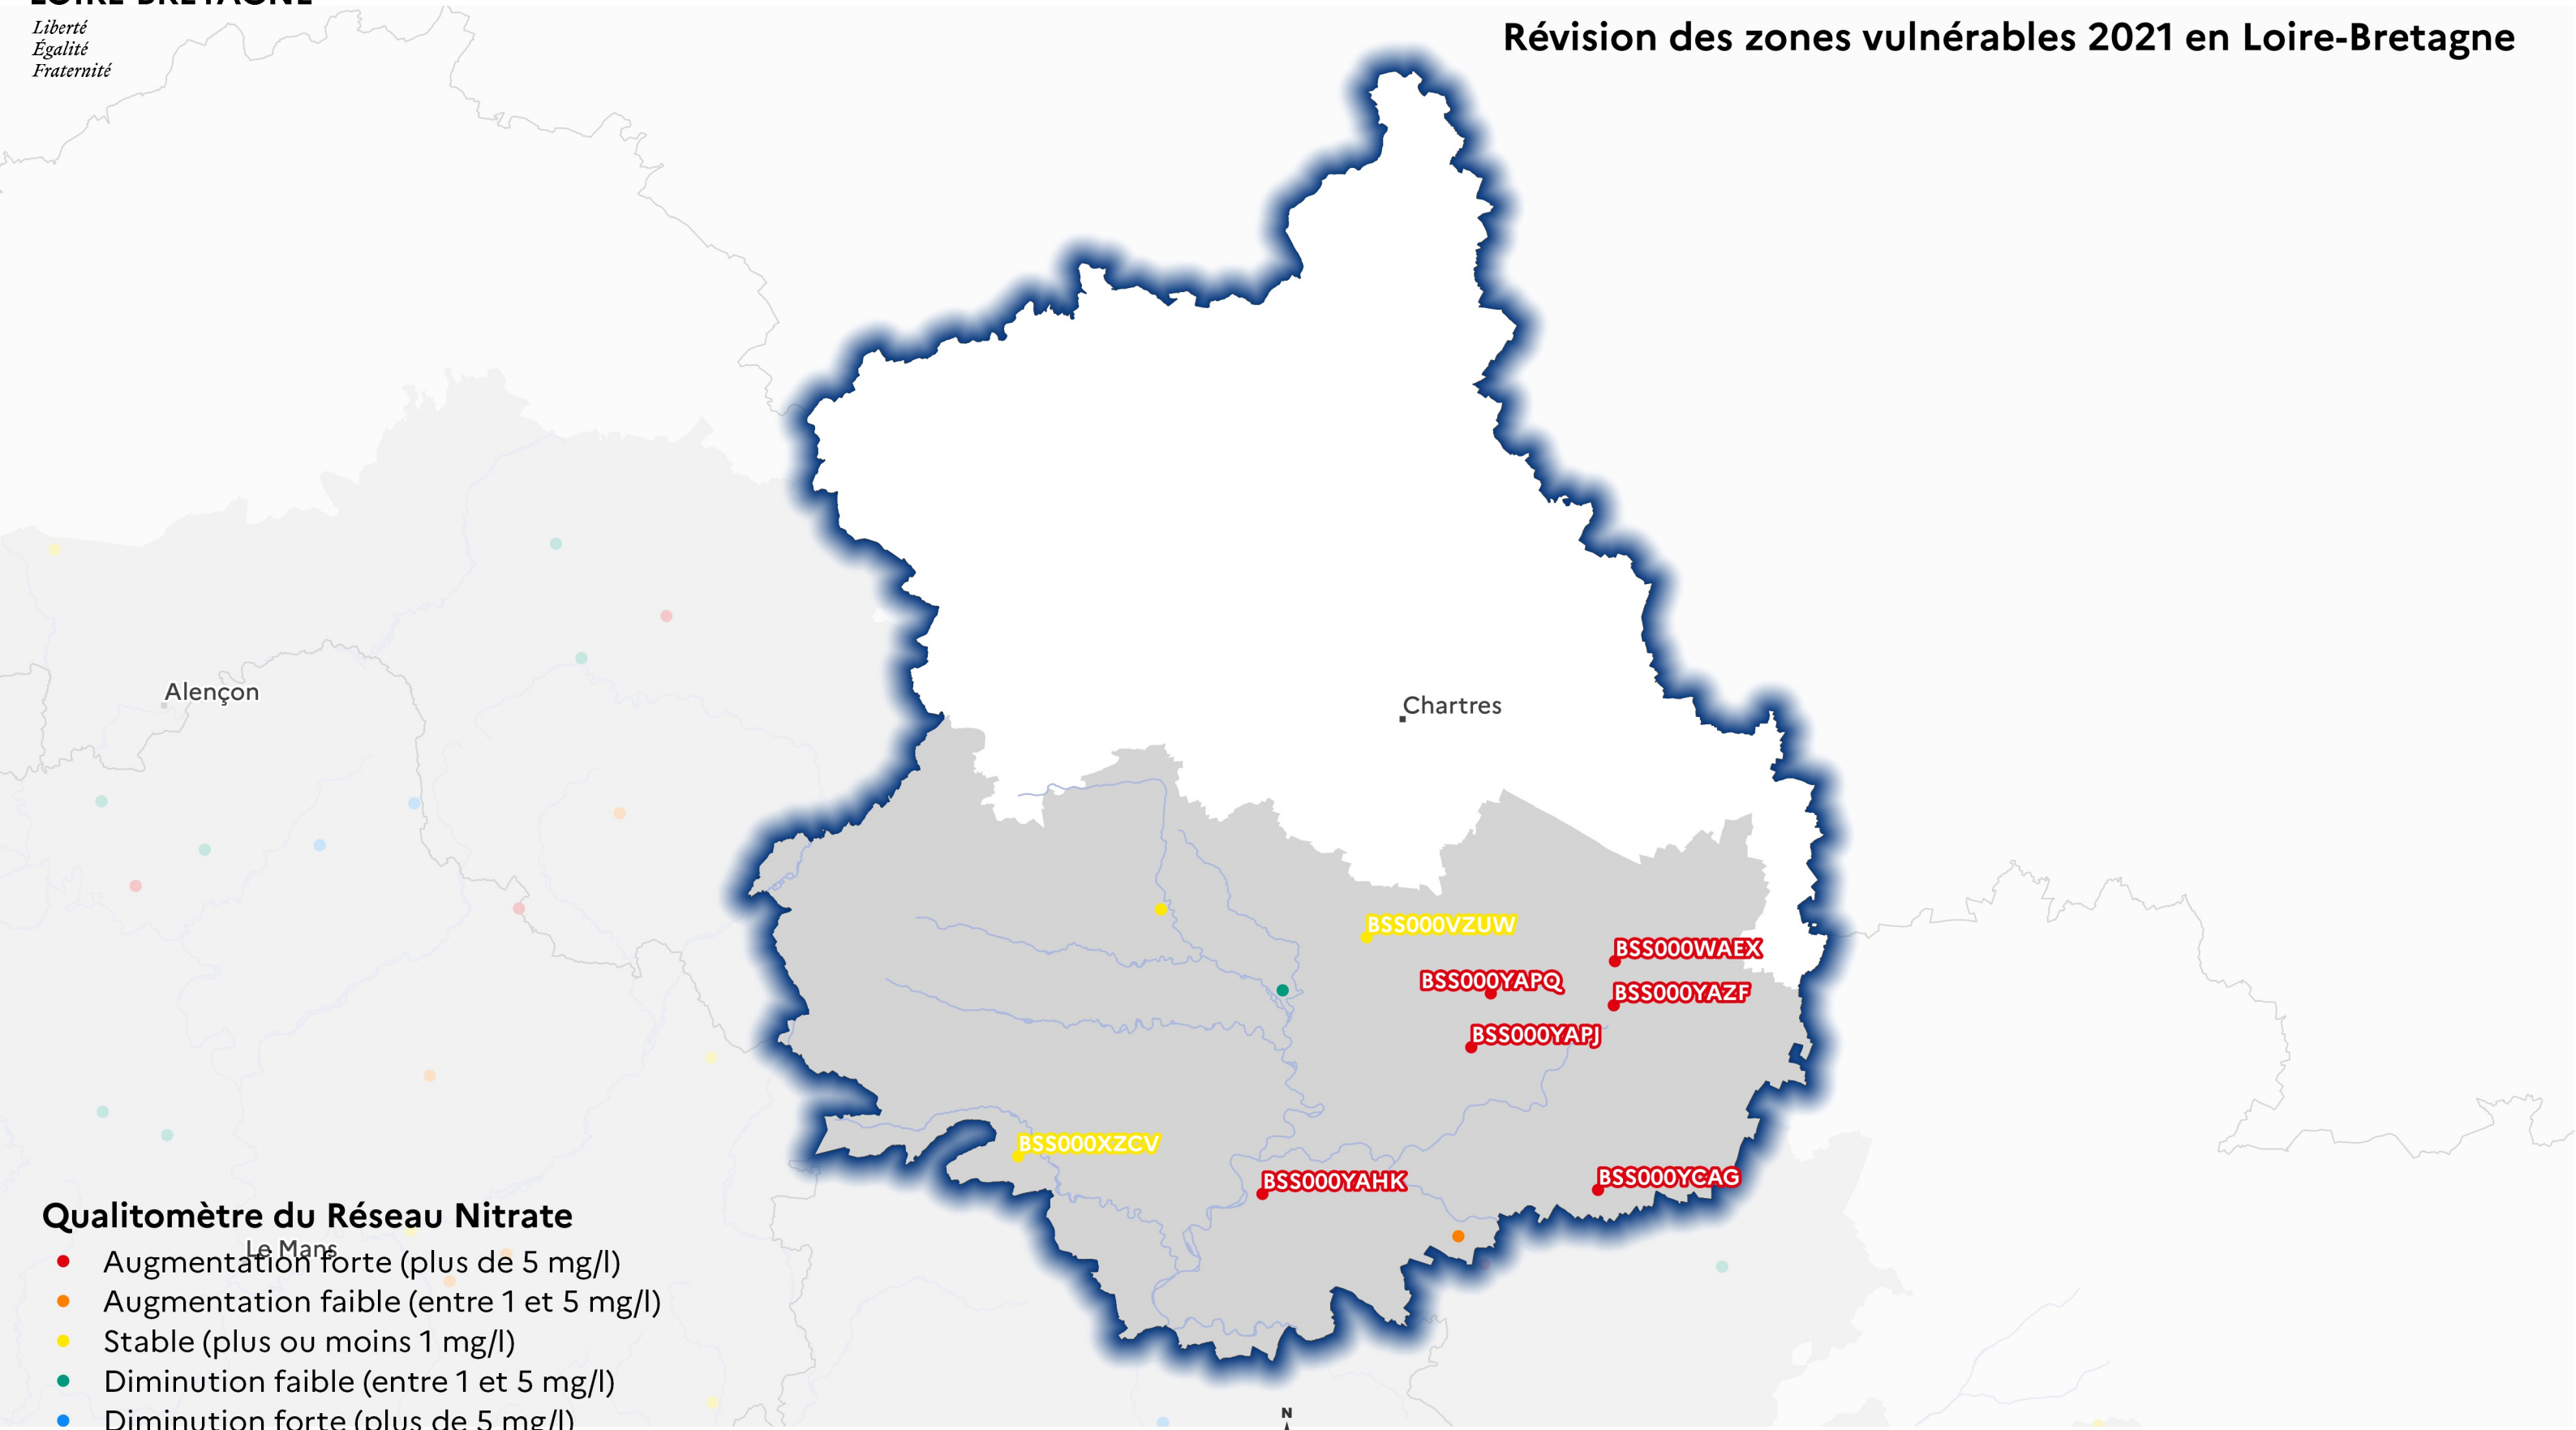 LOIRE-BRETAGNE
Liberté
Égalité
Fraternité
Révision des zones vulnérables 2021 en Loire-Bretagne
Alençon
Chartres
BSS000VZUW
BSS000WAEX
BSS000YAPQ
BSS000YAZF
BSS000YAPJ
BSS000XZCV
BSS000YAHK
BSS000YCAG
Qualitomètre du Réseau Nitrate
Le Mans
Augmentation forte (plus de 5 mg/l)
Augmentation faible (entre 1 et 5 mg/l)
Stable (plus ou moins 1 mg/l)
Diminution faible (entre 1 et 5 mg/l)
Diminution forte (plus de 5 mg/l)
N